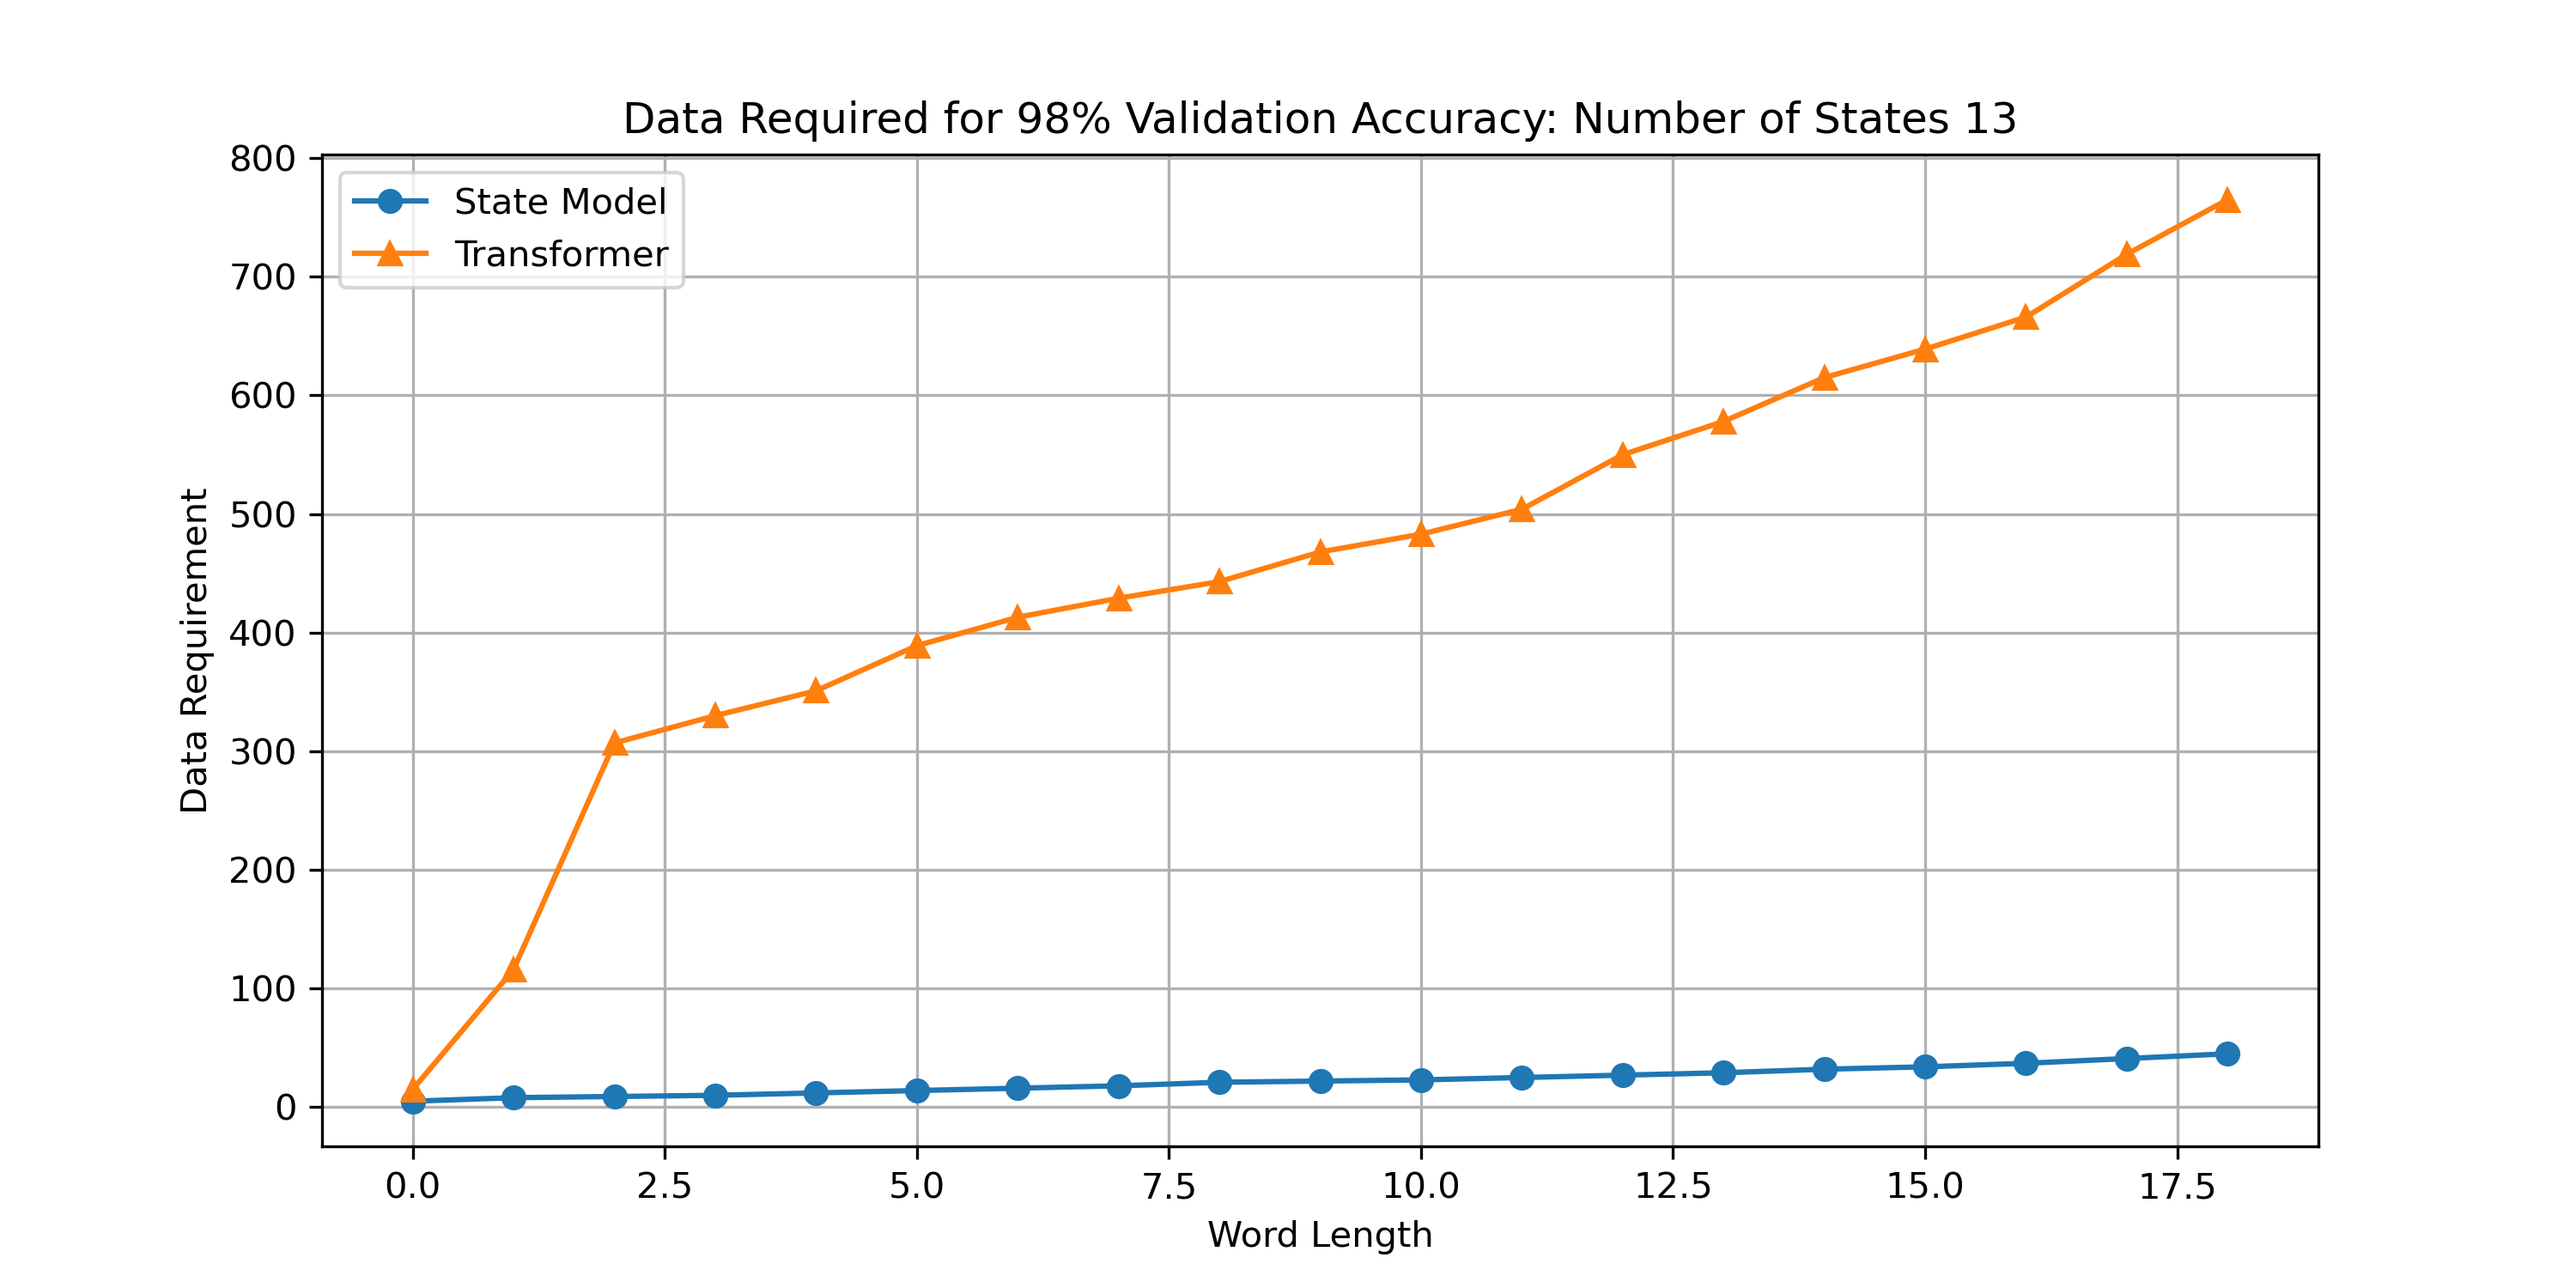 Data Required for 98% Validation Accuracy: Number of States 13
State Model
Transformer
Data Requirement
800
700
600
500
400
300
200
100
0
0.0 2.5 5.0 7.5 10.0 12.5 15.0 17.5
Word Length